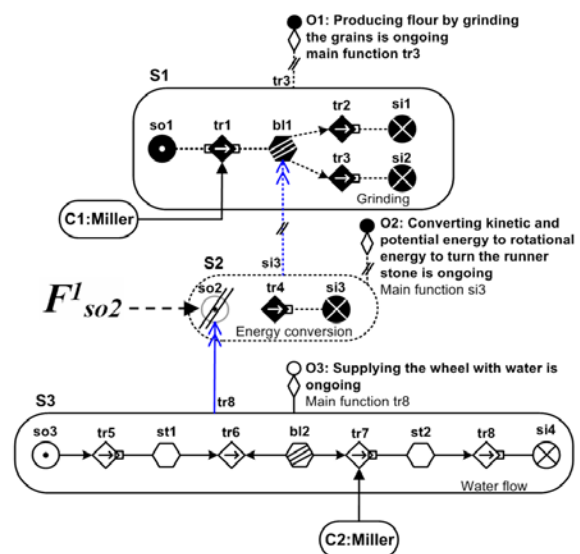 O1: Producing flour by grinding
the grains is ongoing
main function tr3
tr3
S1
so1
tr1
bl1
tr2
si1
tr3
si2
Grinding
C1:Miller
O2: Converting kinetic and
potential energy to rotational
energy to turn the runner
stone is ongoing
Main function si3
S2
si3
so2
tr4
si3
Energy conversion
F¹so2
O3: Supplying the wheel with water is
ongoing
Main function tr8
tr8
S3
so3
tr5
st1
tr6
bl2
tr7
st2
tr8
si4
Water flow
C2:Miller